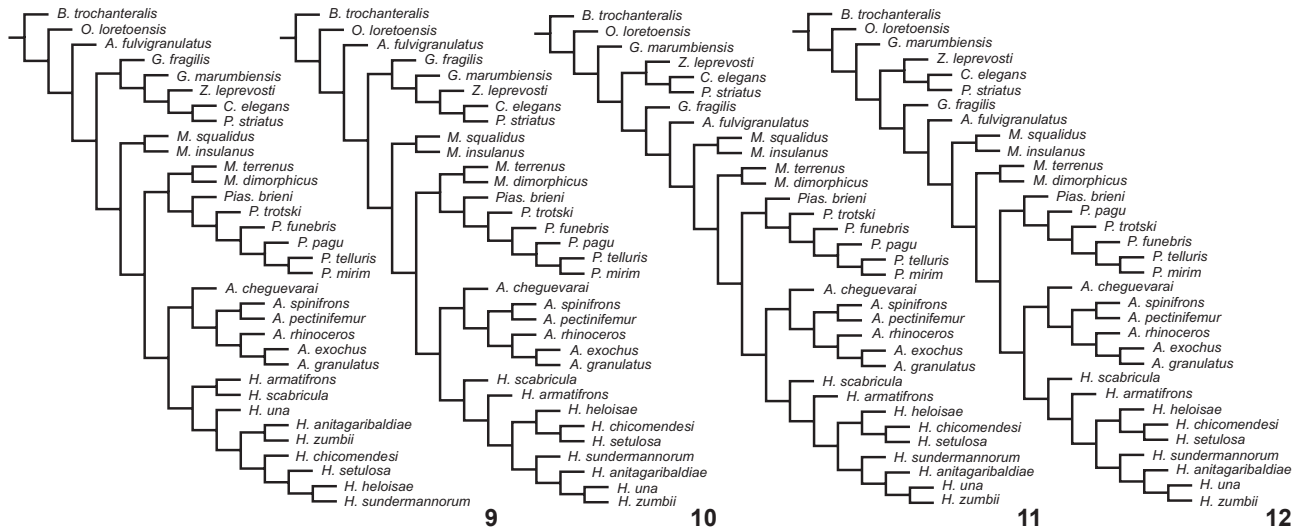 B. trochanteralis
O. loretoensis
A. fulvigranulatus
G. fragilis
G. marumbiensis
Z. leprevosti
C. elegans
P. striatus
M. squalidus
M. insulanus
M. terrenus
M. dimorphicus
Pias. brieni
P. trotski
P. funebris
P. pagu
P. telluris
P. mirim
A. cheguevarai
A. spinifrons
A. pectinifemur
A. rhinoceros
A. exochus
A. granulatus
H. armatifrons
H. scabricula
H. una
H. anitagaribaldiae
H. zumbii
H. chicomendesi
H. setulosa
H. heloisae
H. sundermannorum
9
B. trochanteralis
O. loretoensis
A. fulvigranulatus
G. fragilis
G. marumbiensis
Z. leprevosti
C. elegans
P. striatus
M. squalidus
M. insulanus
M. terrenus
M. dimorphicus
Pias. brieni
P. trotski
P. funebris
P. pagu
P. telluris
P. mirim
A. cheguevarai
A. spinifrons
A. pectinifemur
A. rhinoceros
A. exochus
A. granulatus
H. scabricula
H. armatifrons
H. heloisae
H. chicomendesi
H. setulosa
H. sundermannorum
H. anitagaribaldiae
H. una
H. zumbii
10
B. trochanteralis
O. loretoensis
G. marumbiensis
Z. leprevosti
C. elegans
P. striatus
G. fragilis
A. fulvigranulatus
M. squalidus
M. insulanus
M. terrenus
M. dimorphicus
Pias. brieni
P. trotski
P. funebris
P. pagu
P. telluris
P. mirim
A. cheguevarai
A. spinifrons
A. pectinifemur
A. rhinoceros
A. exochus
A. granulatus
H. scabricula
H. armatifrons
H. heloisae
H. chicomendesi
H. setulosa
H. sundermannorum
H. anitagaribaldiae
H. una
H. zumbii
11
B. trochanteralis
O. loretoensis
G. marumbiensis
Z. leprevosti
C. elegans
P. striatus
G. fragilis
A. fulvigranulatus
M. squalidus
M. insulanus
M. terrenus
M. dimorphicus
Pias. brieni
P. pagu
P. trotski
P. funebris
P. telluris
P. mirim
A. cheguevarai
A. spinifrons
A. pectinifemur
A. rhinoceros
A. exochus
A. granulatus
H. scabricula
H. armatifrons
H. heloisae
H. chicomendesi
H. setulosa
H. sundermannorum
H. anitagaribaldiae
H. una
H. zumbii
12